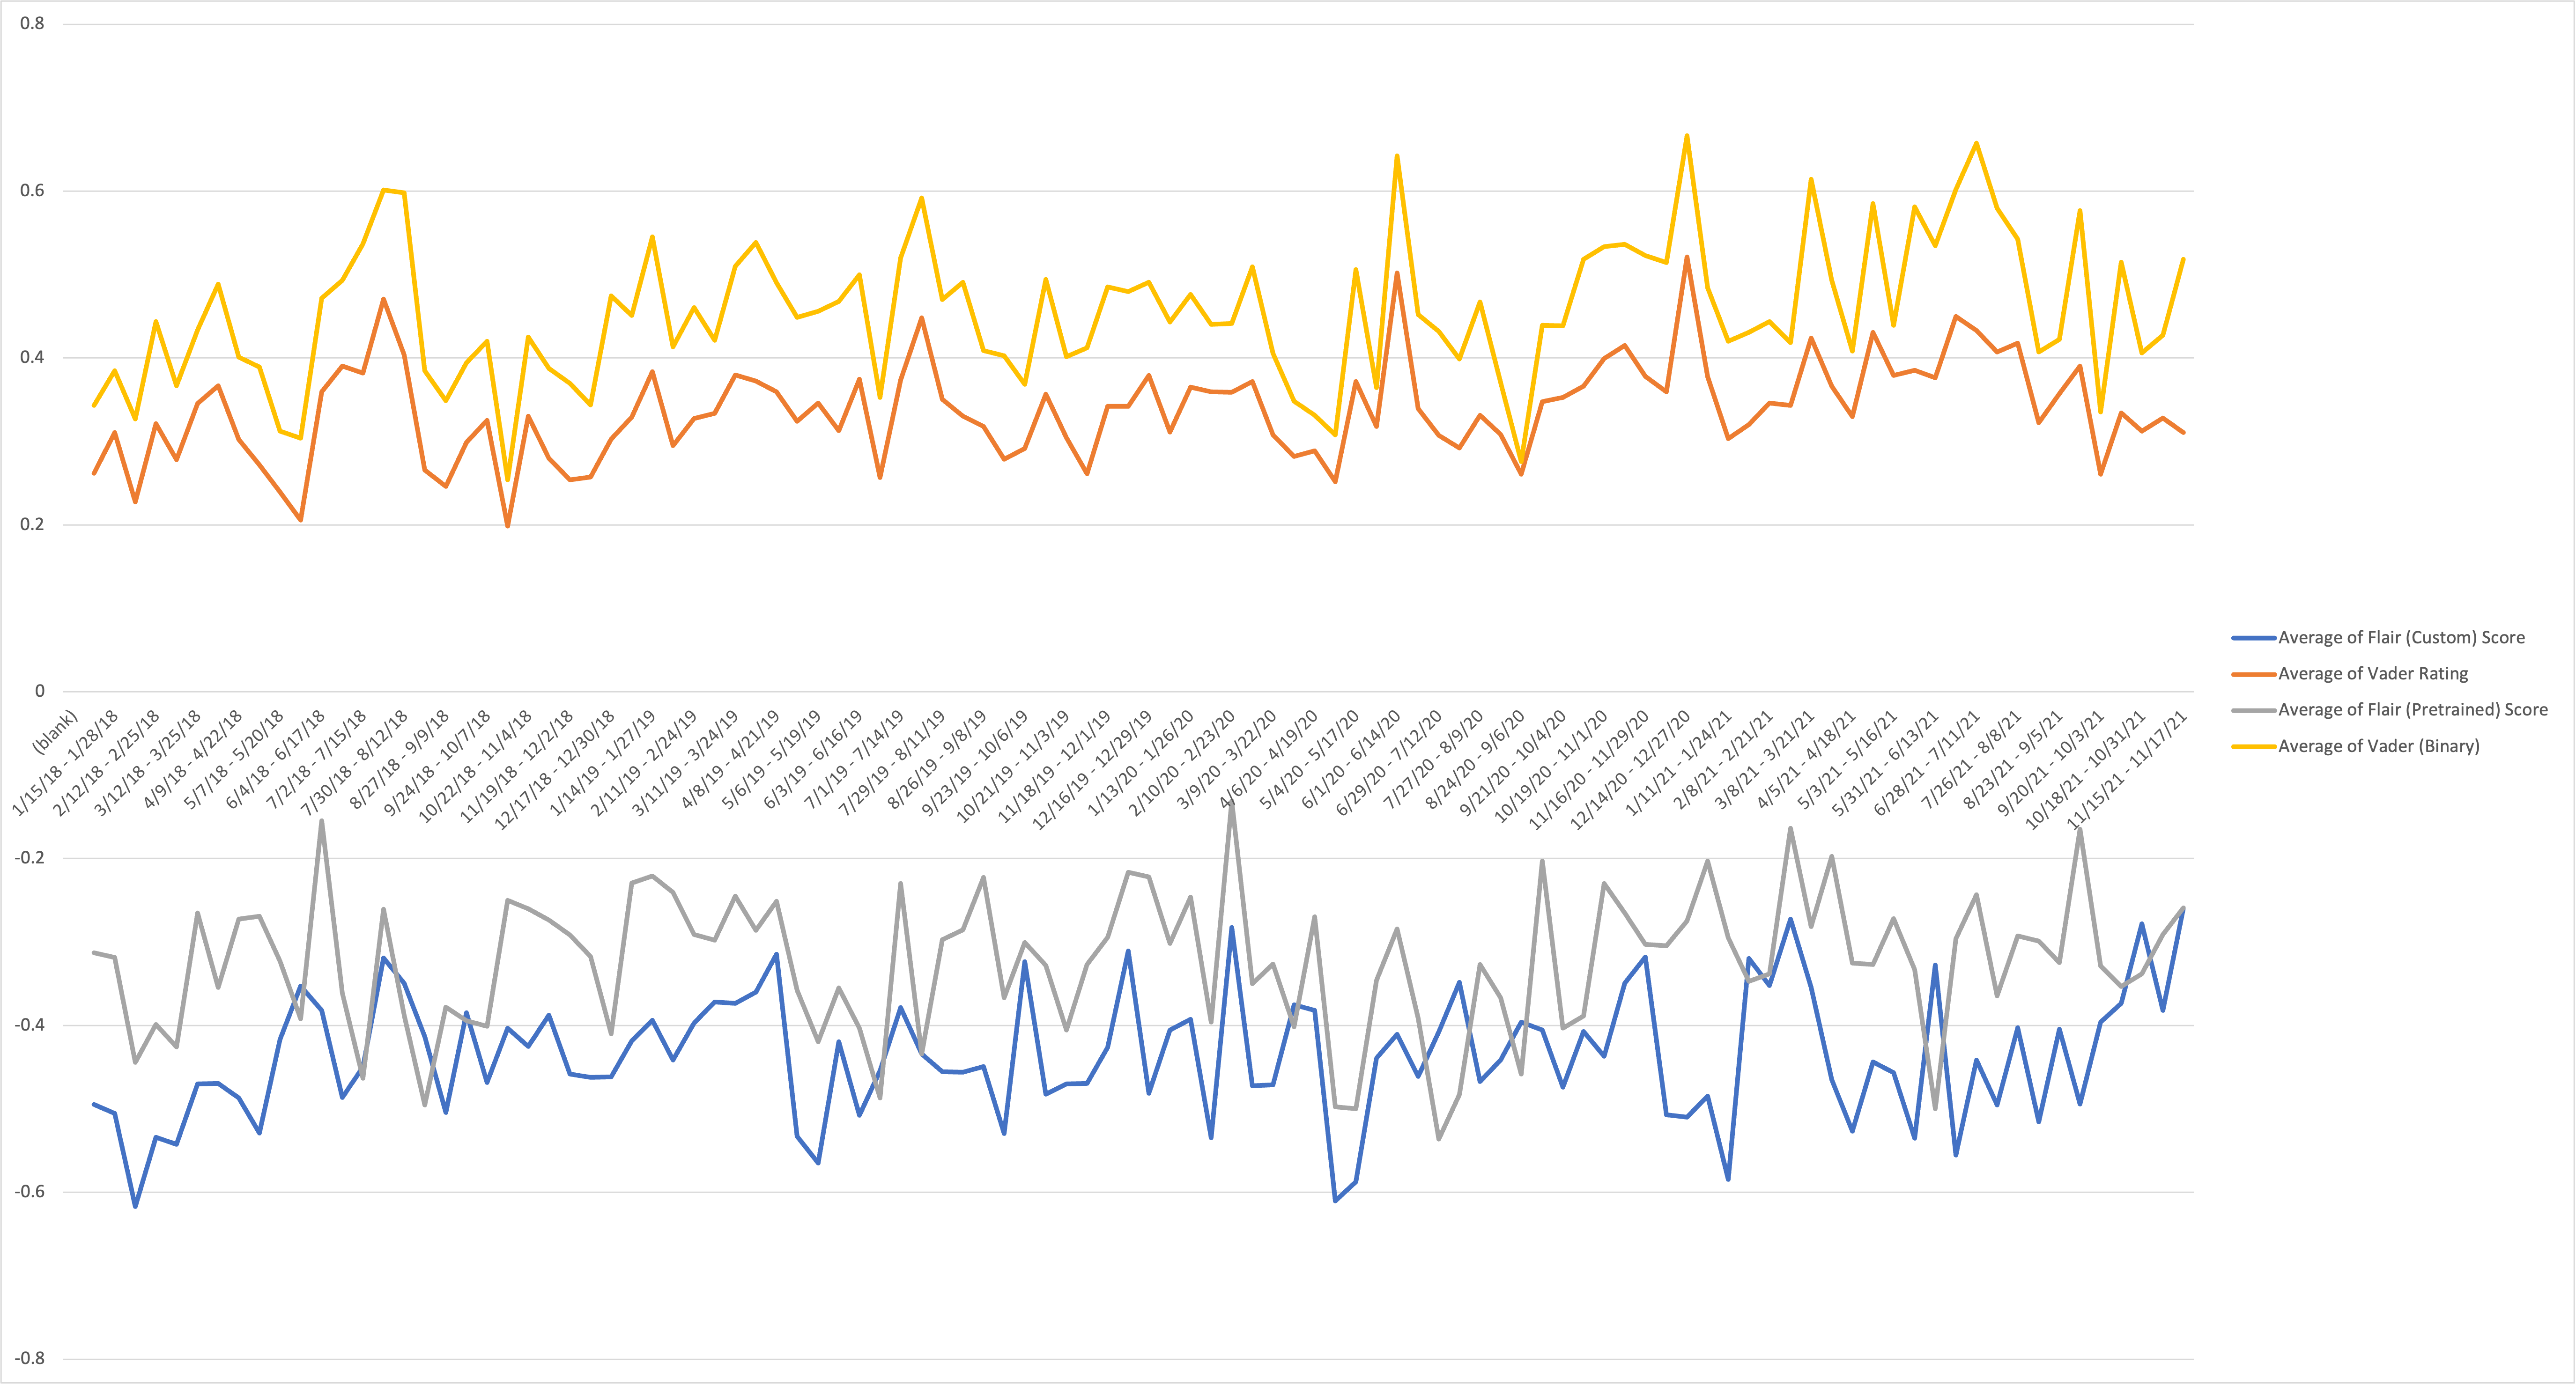 0.8
0.6
0.4
0.2
0
-0.2
-0.4
-0.6
-0.8
(blank)
1/15/18 - 1/28/18
2/12/18 - 2/25/18
3/12/18 - 3/25/18
4/9/18 - 4/22/18
5/7/18 - 5/20/18
6/4/18 - 6/17/18
7/2/18 - 7/15/18
7/30/18 - 8/12/18
8/27/18 - 9/9/18
9/24/18 - 10/7/18
10/22/18 - 11/4/18
11/19/18 - 12/2/18
12/17/18 - 12/30/18
1/14/19 - 1/27/19
2/11/19 - 2/24/19
3/11/19 - 3/24/19
4/8/19 - 4/21/19
5/6/19 - 5/19/19
6/3/19 - 6/16/19
7/1/19 - 7/14/19
7/29/19 - 8/11/19
8/26/19 - 9/8/19
9/23/19 - 10/6/19
10/21/19 - 11/3/19
11/18/19 - 12/1/19
12/16/19 - 12/29/19
1/13/20 - 1/26/20
2/10/20 - 2/23/20
3/9/20 - 3/22/20
4/6/20 - 4/19/20
5/4/20 - 5/17/20
6/1/20 - 6/14/20
6/29/20 - 7/12/20
7/27/20 - 8/9/20
8/24/20 - 9/6/20
9/21/20 - 10/4/20
10/19/20 - 11/1/20
11/16/20 - 11/29/20
12/14/20 - 12/27/20
1/11/21 - 1/24/21
2/8/21 - 2/21/21
3/8/21 - 3/21/21
4/5/21 - 4/18/21
5/3/21 - 5/16/21
5/31/21 - 6/13/21
6/28/21 - 7/11/21
7/26/21 - 8/8/21
8/23/21 - 9/5/21
9/20/21 - 10/3/21
10/18/21 - 10/31/21
11/15/21 - 11/17/21
Average of Flair (Custom) Score
Average of Vader Rating
Average of Flair (Pretrained) Score
Average of Vader (Binary)